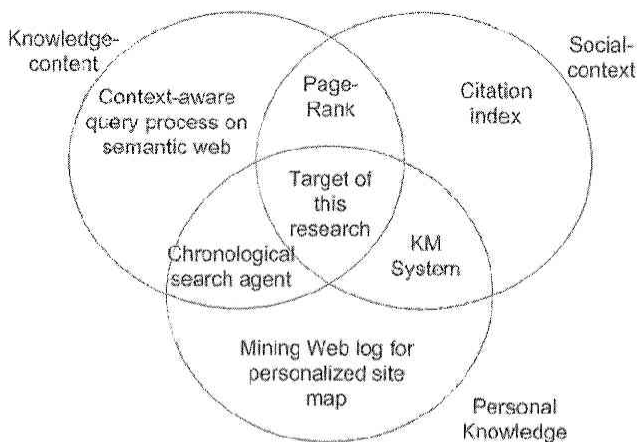 Knowledge-
content
Social-
context
Context-aware
query process on
semantic web
Page-
Rank
Citation
index
Target of
this
research
Chronological
search agent
KM
System
Mining Web log for
personalized site
map
Personal
Knowledge